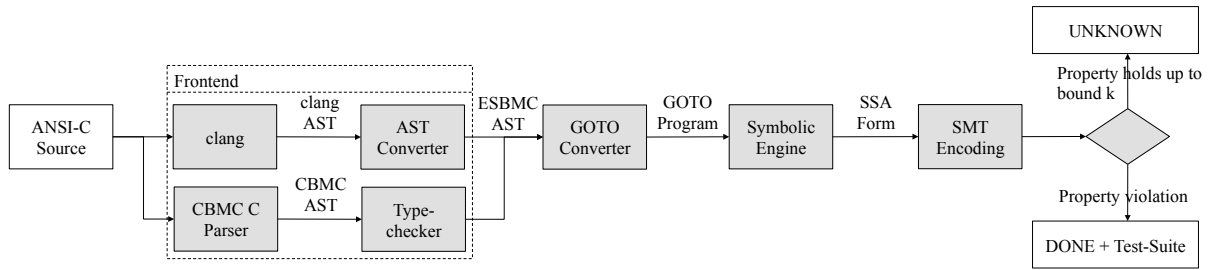 UNKNOWN
Property holds up to
bound k
Frontend
clang
AST
ESBMC
AST
GOTO
Program
SSA
Form
ANSI-C
Source
clang
AST
Converter
GOTO
Converter
Symbolic
Engine
SMT
Encoding
CBMC
AST
CBMC C
Parser
Type-
checker
Property violation
DONE + Test-Suite